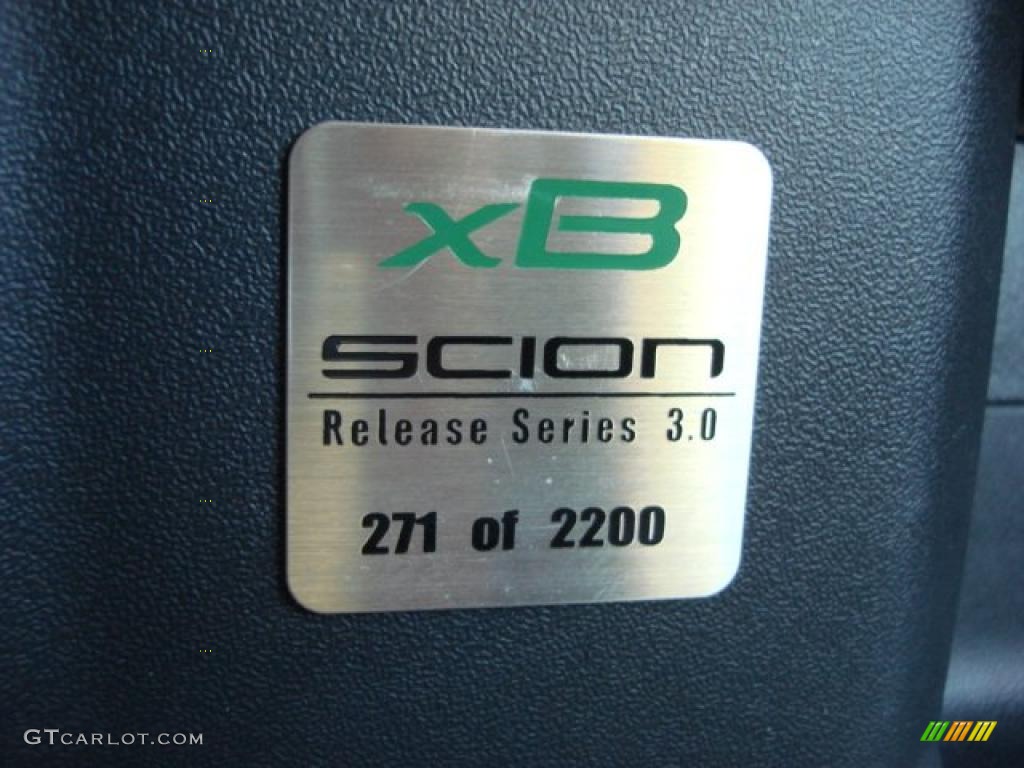 xB
SCION
Release Series 3.0
271 of 2200
GTCARLOT.COM